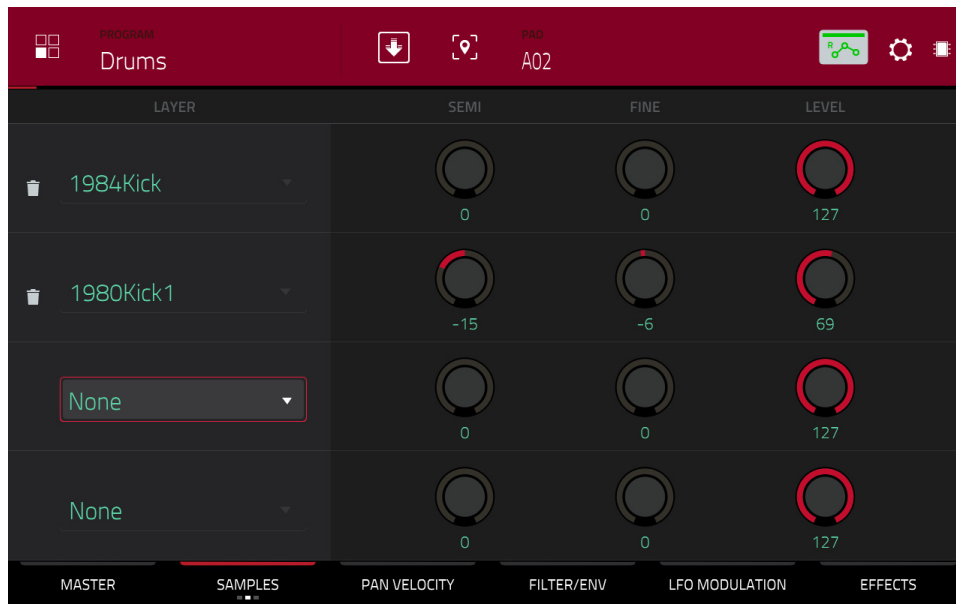 PROGRAM
Drums
PAD
A02
R
LAYER SEMI FINE LEVEL
1984Kick
0 0 127
1980Kick1
-15 -6 69
None
0 0 127
None
0 0 127
MASTER SAMPLES PAN VELOCITY FILTER/ENV LFO MODULATION EFFECTS